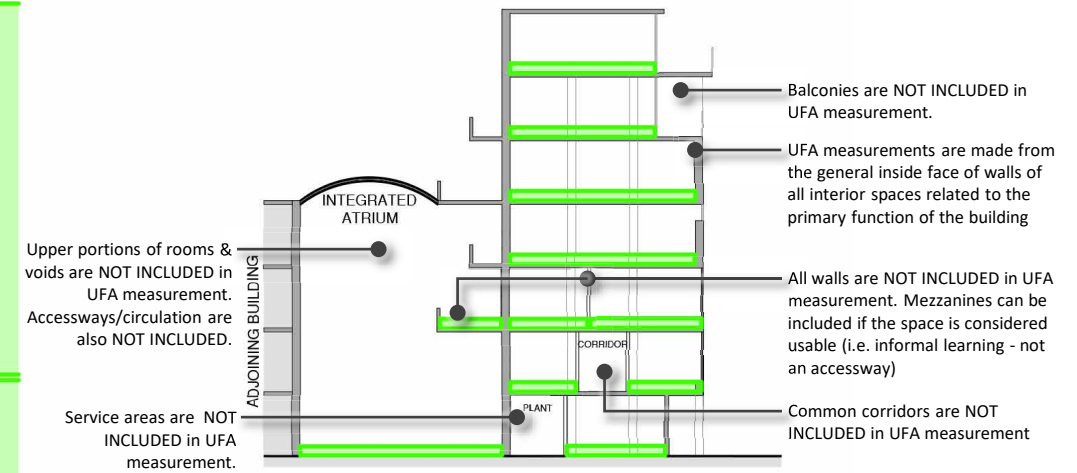 Balconies are NOT INCLUDED in
UFA measurement.
UFA measurements are made from
the general inside face of walls of
all interior spaces related to the
primary function of the building
INTEGRATED
ATRIUM
Upper portions of rooms &
voids are NOT INCLUDED in
UFA measurement.
Accessways/circulation are
also NOT INCLUDED.
ADJOINING BUILDING
All walls are NOT INCLUDED in UFA
measurement. Mezzanines can be
included if the space is considered
usable (i.e. informal learning - not
an accessway)
CORRIDOR
PLANT
Service areas are NOT
INCLUDED in UFA
measurement.
Common corridors are NOT
INCLUDED in UFA measurement